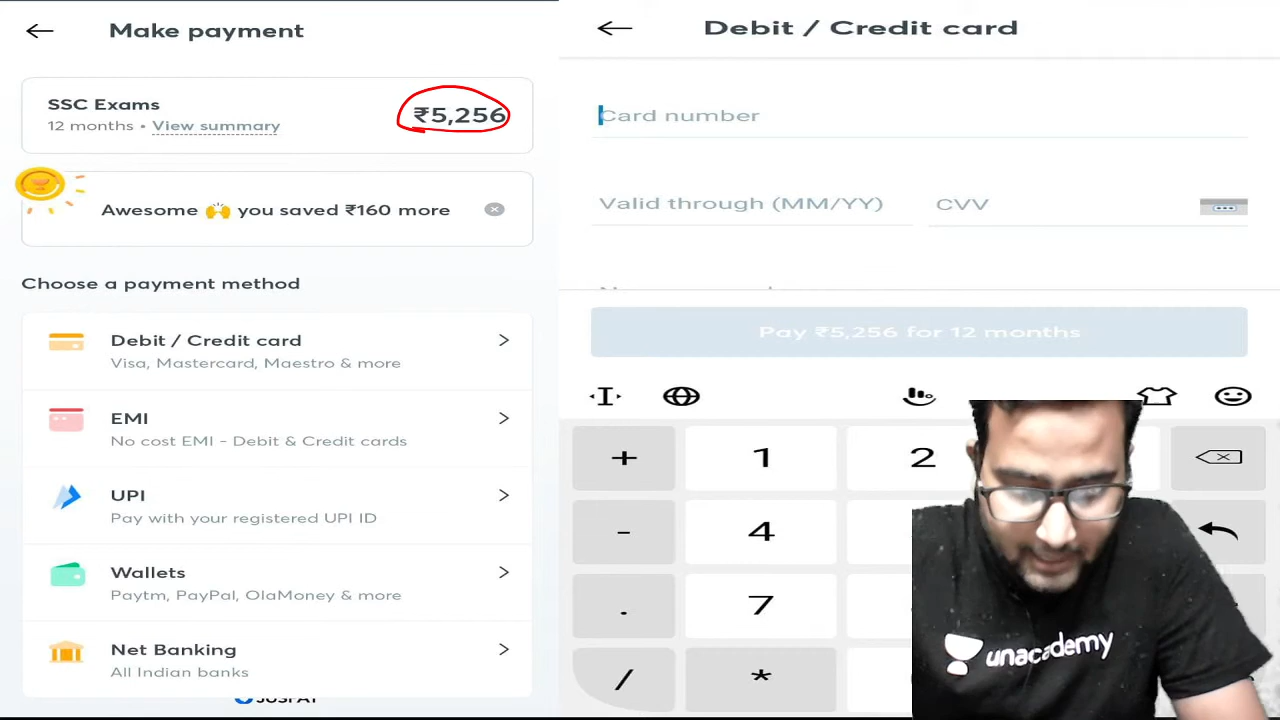 Make payment
SSC Exams
₹5,256
12 months • View summary
Awesome 🙌 you saved ₹160 more
Choose a payment method
Debit / Credit card
Visa, Mastercard, Maestro & more
EMI
No cost EMI - Debit & Credit cards
UPI
Pay with your registered UPI ID
Wallets
Paytm, PayPal, OlaMoney & more
Net Banking
All Indian banks
Debit / Credit card
Card number
Valid through (MM/YY)
CVV
Pay ₹5,256 for 12 months
+ 1 2
- 4
. 7
/ *
unacademy